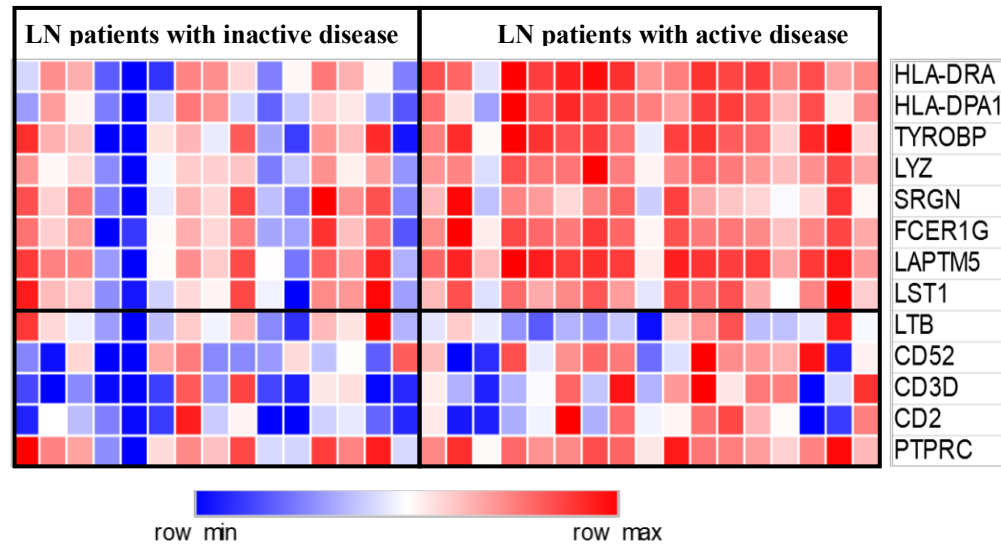 LN patients with inactive disease
LN patients with active disease
HLA-DRA
HLA-DPA1
TYROBP
LYZ
SRGN
FCER1G
LAPTM5
LST1
LTB
CD52
CD3D
CD2
PTPRC
row min
row max